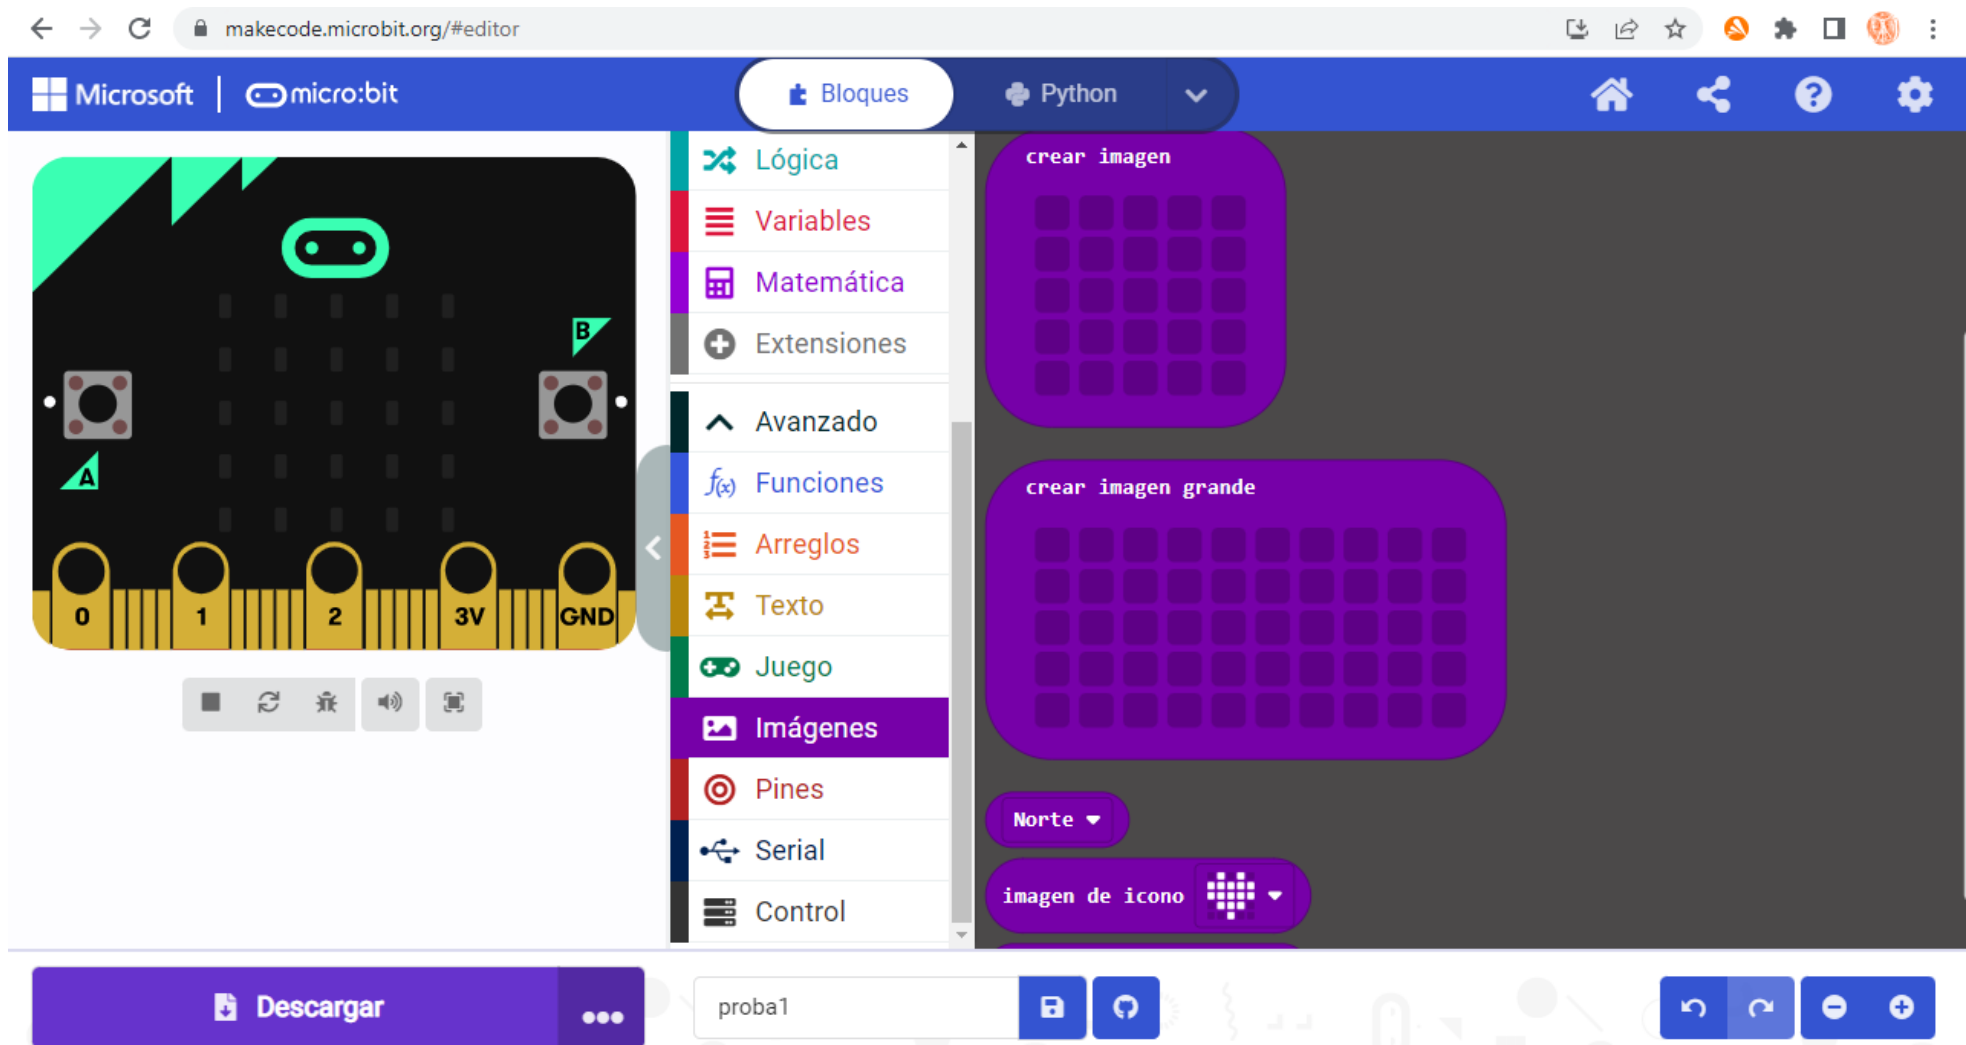 makecode.microbit.org/#editor
Microsoft
micro:bit
Bloques
Python
B
A
0
1
2
3V
GND
Lógica
Variables
Matemática
Extensiones
Avanzado
f(x) Funciones
Arreglos
Texto
Juego
Imágenes
Pines
Serial
Control
crear imagen
crear imagen grande
Norte
imagen de icono
Descargar
proba1